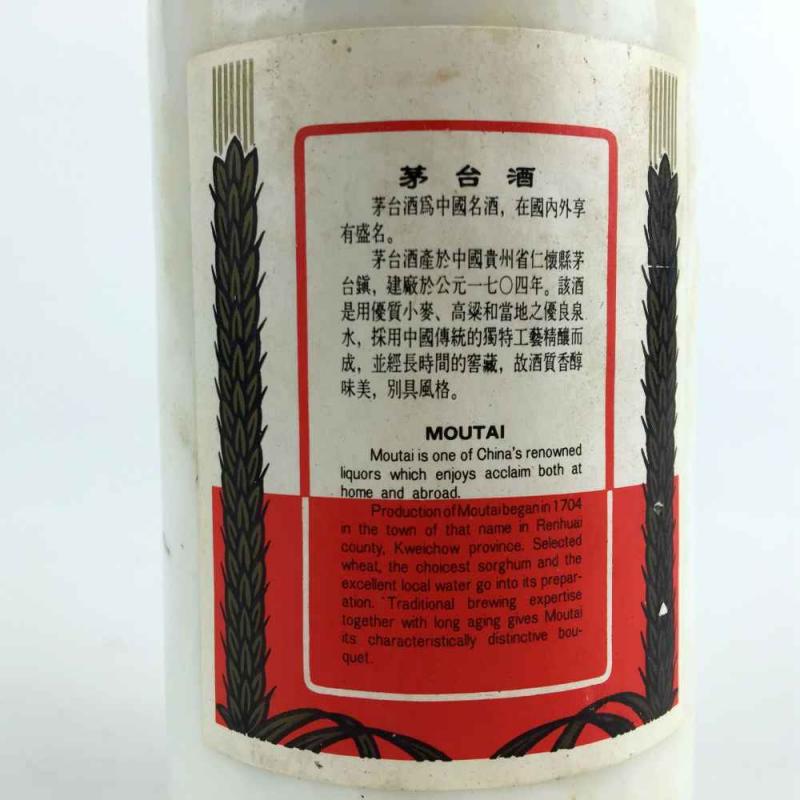 茅台酒
茅台酒爲中國名酒，在國内外享
有盛名。
茅台酒產於中國貴州省仁懷縣茅
台鎭，建廠於公元一七〇四年。該酒
是用優質小麥、高粱和當地之優良泉
水，採用中國傳統的獨特工藝精釀而
成，並經長時間的窖藏，故酒質香醇
味美，別具風格。
MOUTAI
Moutai is one of China's renowned
liquors which enjoys acclaim both at
home and abroad.
Production of Moutai began in 1704
in the town of that name in Renhuai
county, Kweichow province. Selected
wheat, the choicest sorghum and the
excellent local water go into its prepar-
ation. Traditional brewing expertise
together with long aging gives Moutai
its characteristically distinctive bou-
quet.